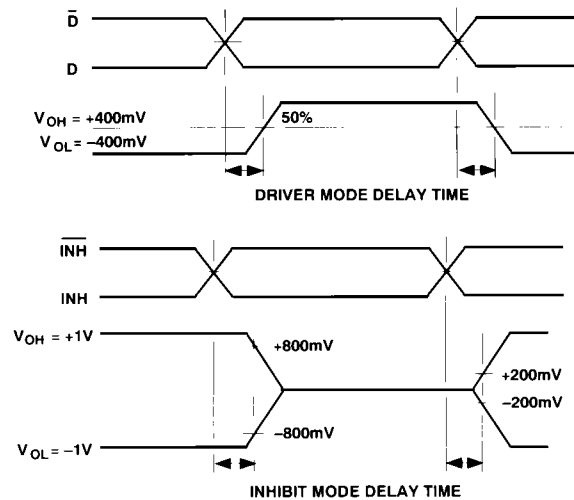 D̅
D
V_OH = +400mV
50%
V_OL = –400mV
DRIVER MODE DELAY TIME
I̅N̅H̅
INH
V_OH = +1V
+800mV
+200mV
–200mV
–800mV
V_OL = –1V
INHIBIT MODE DELAY TIME